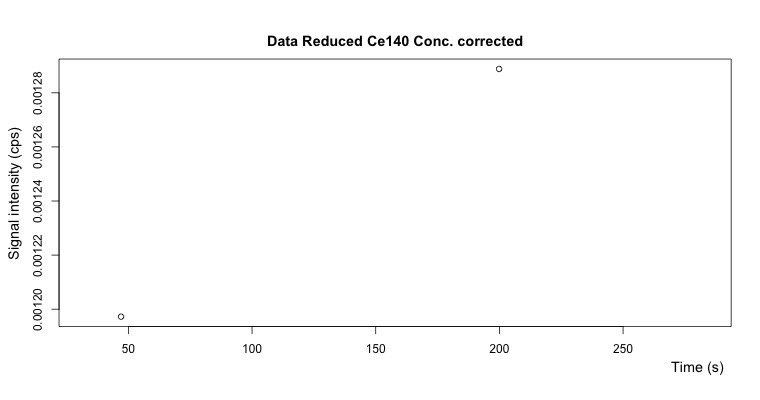 Data Reduced Ce140 Conc. corrected
Signal intensity (cps)
0.00128
0.00126
0.00124
0.00122
0.00120
50 100 150 200 250
Time (s)